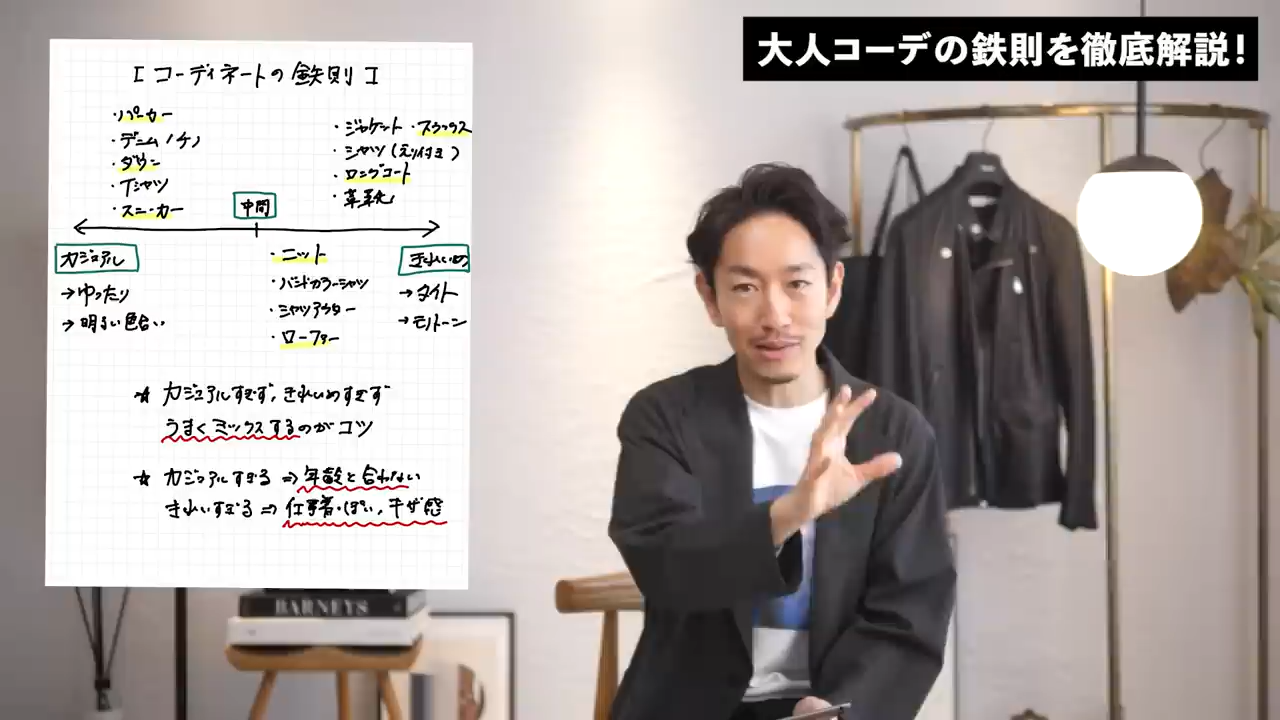 大人コーデの鉄則を徹底解説!
[コーディネートの鉄則]
・パーカー
・デニム/チノ
・ダウン
・Tシャツ
・スニーカー
・ジャケット ・スラックス
・シャツ(えり付き)
・ロングコート
・革靴
中間
カジュアル
→ゆったり
→明るい色合い
・ニット
・バンドカラーシャツ
・シャツアウター
・ローファー
きれいめ
→タイト
→モノトーン
☆ カジュアルすぎず、きれいめすぎず
うまくミックスするのがコツ
☆ カジュアルすぎる ⇒ 年齢と合わない
きれいすぎる ⇒ 仕事着っぽい、キザ感
BARNEYS